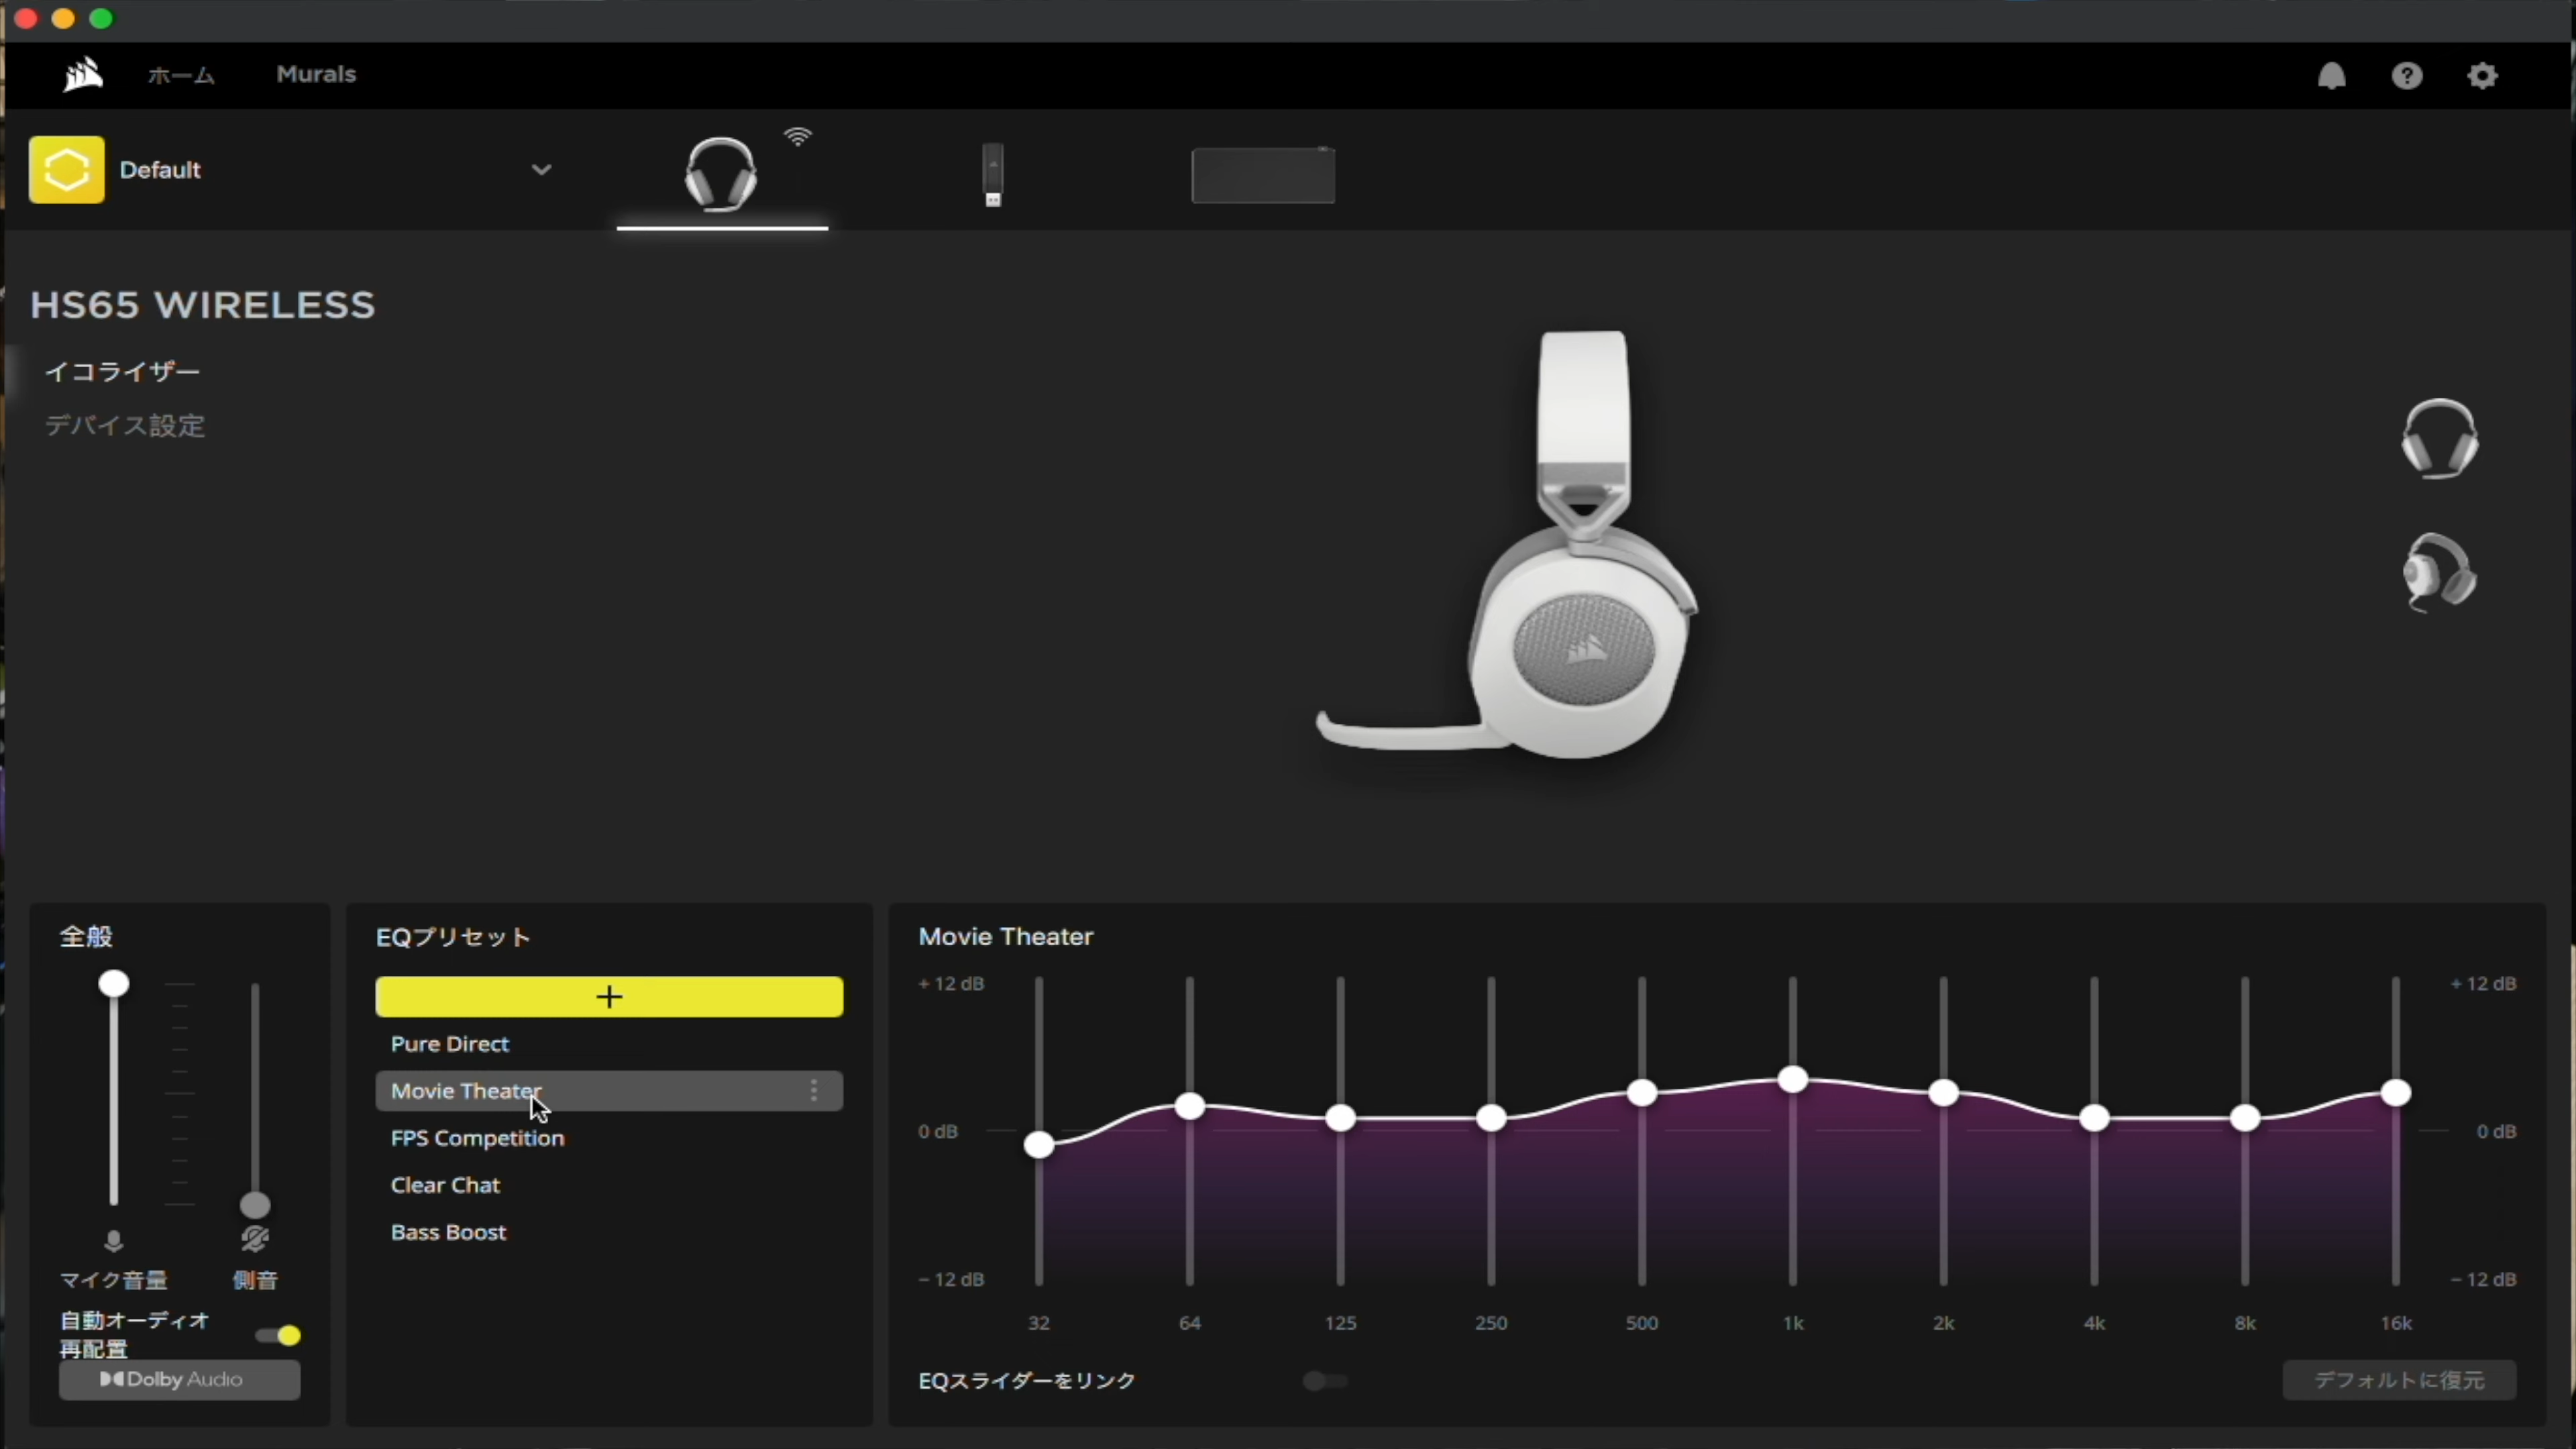 ホーム
Murals
Default
HS65 WIRELESS
イコライザー
デバイス設定
全般
マイク音量
側音
自動オーディオ
再配置
Dolby Audio
EQプリセット
+
Pure Direct
Movie Theater
FPS Competition
Clear Chat
Bass Boost
Movie Theater
+ 12 dB
+ 12 dB
0 dB
0 dB
− 12 dB
− 12 dB
32 64 125 250 500 1k 2k 4k 8k 16k
EQスライダーをリンク
デフォルトに復元